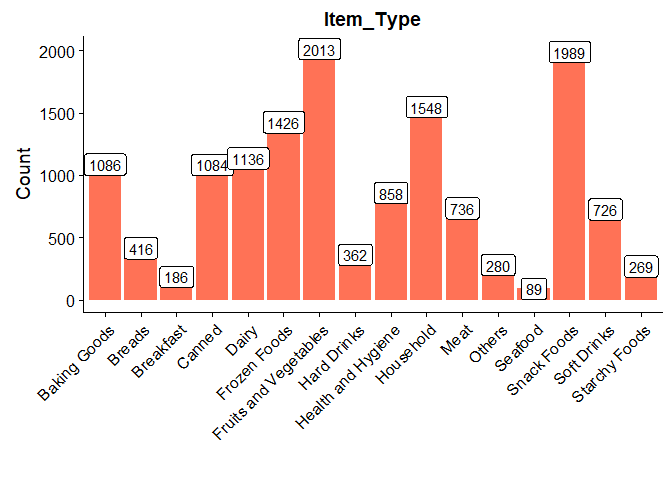 Item_Type
Count
2000
1500
1000
500
0
1086
416
186
1084
1136
1426
2013
362
858
1548
736
280
89
1989
726
269
Baking Goods
Breads
Breakfast
Canned
Dairy
Frozen Foods
Fruits and Vegetables
Hard Drinks
Health and Hygiene
Household
Meat
Others
Seafood
Snack Foods
Soft Drinks
Starchy Foods